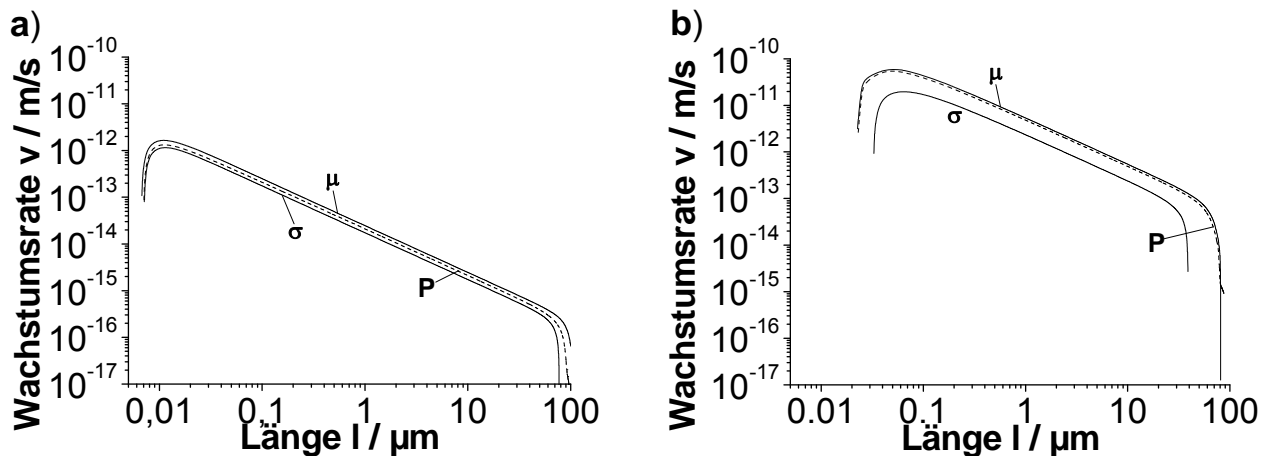 a)
Wachstumsrate v / m/s
10-10
10-11
10-12
10-13
10-14
10-15
10-16
10-17
μ
σ
P
0,01 0,1 1 10 100
Länge l / μm
b)
Wachstumsrate v / m/s
10-10
10-11
10-12
10-13
10-14
10-15
10-16
10-17
μ
σ
P
0.01 0.1 1 10 100
Länge l / μm